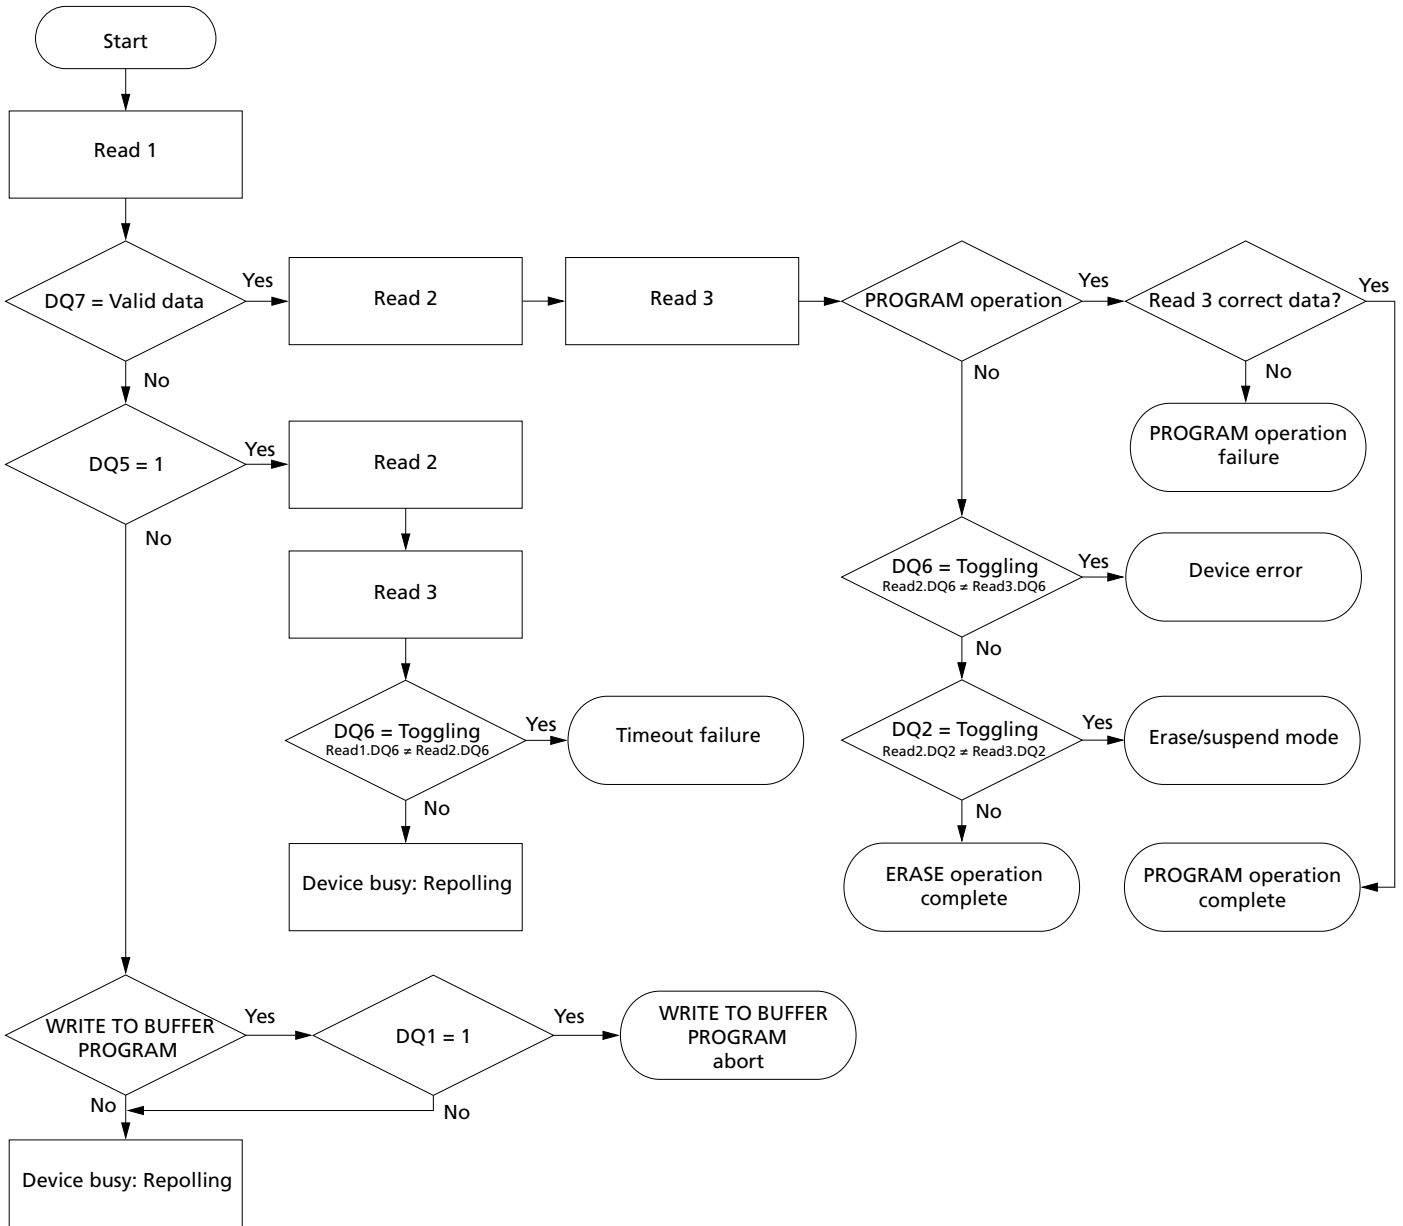 Start
Read 1
DQ7 = Valid data
Yes
Read 2
Read 3
PROGRAM operation
Yes
Read 3 correct data?
Yes
No
No
No
PROGRAM operation
failure
DQ5 = 1
Yes
Read 2
No
Read 3
DQ6 = Toggling
Read2.DQ6 ≠ Read3.DQ6
Yes
Device error
No
DQ6 = Toggling
Read1.DQ6 ≠ Read2.DQ6
Yes
Timeout failure
DQ2 = Toggling
Read2.DQ2 ≠ Read3.DQ2
Yes
Erase/suspend mode
No
No
Device busy: Repolling
ERASE operation
complete
PROGRAM operation
complete
WRITE TO BUFFER
PROGRAM
Yes
DQ1 = 1
Yes
WRITE TO BUFFER
PROGRAM
abort
No
No
Device busy: Repolling